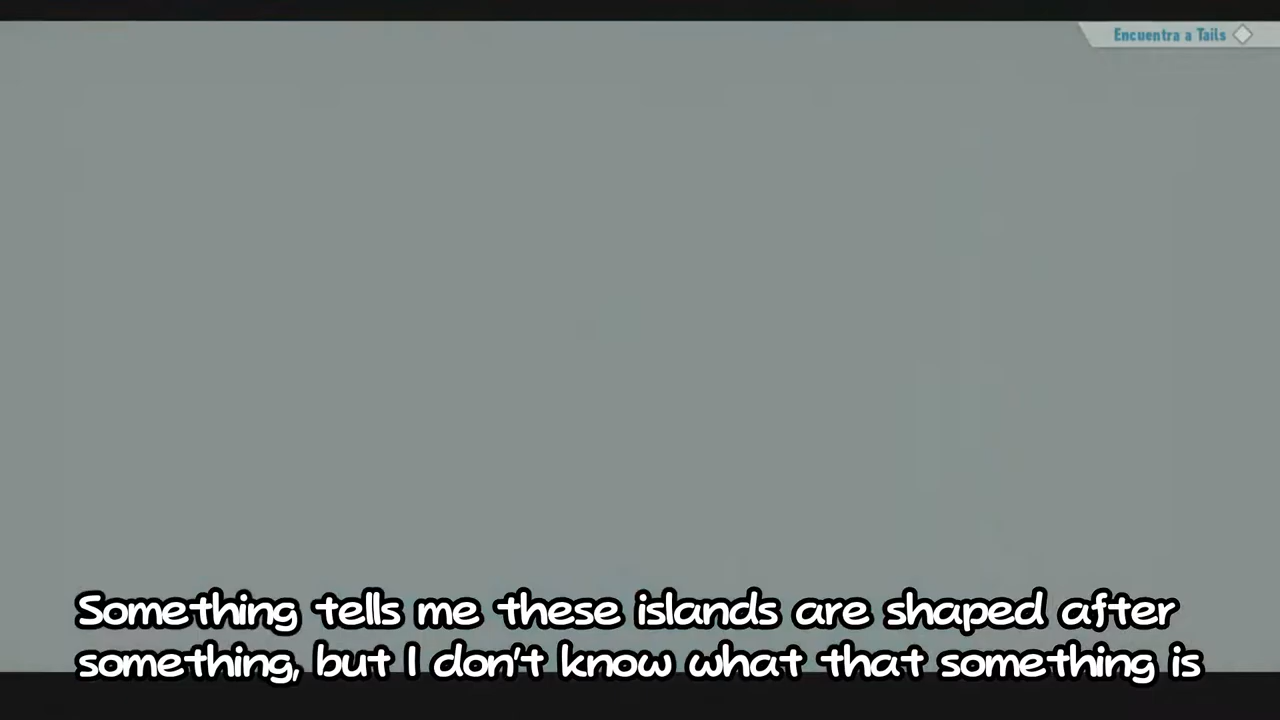 Encuentra a Tails
Something tells me these islands are shaped after
something, but I don't know what that something is